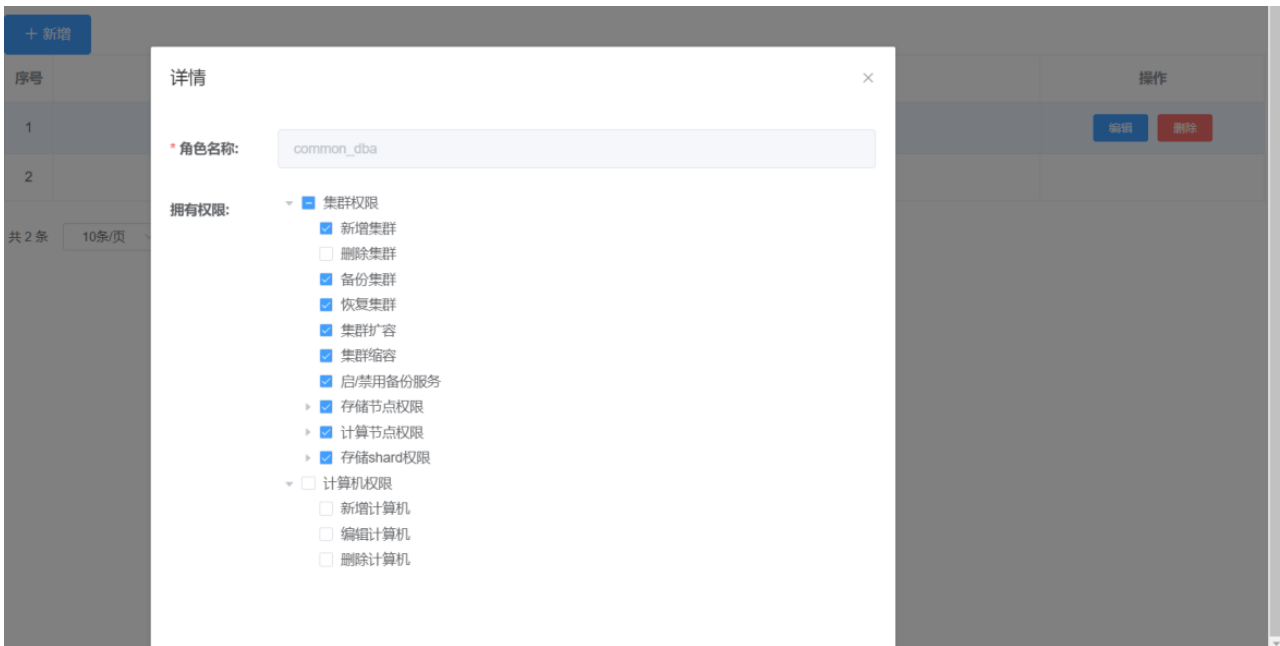 + 新增
序号
操作
1
编辑 删除
2
共 2 条 10条/页
详情
* 角色名称: common_dba
拥有权限:
集群权限
新增集群
删除集群
备份集群
恢复集群
集群扩容
集群缩容
启/禁用备份服务
存储节点权限
计算节点权限
存储shard权限
计算机权限
新增计算机
编辑计算机
删除计算机